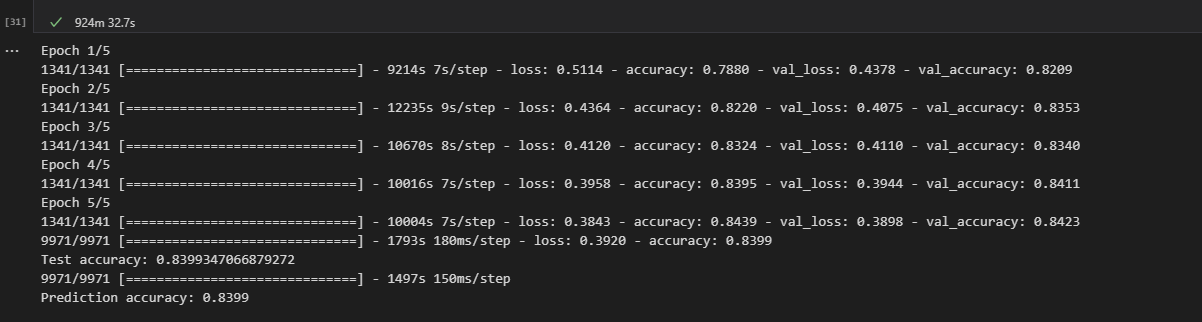 [31]
924m 32.7s
...
Epoch 1/5
1341/1341 [==============================] - 9214s 7s/step - loss: 0.5114 - accuracy: 0.7880 - val_loss: 0.4378 - val_accuracy: 0.8209
Epoch 2/5
1341/1341 [==============================] - 12235s 9s/step - loss: 0.4364 - accuracy: 0.8220 - val_loss: 0.4075 - val_accuracy: 0.8353
Epoch 3/5
1341/1341 [==============================] - 10670s 8s/step - loss: 0.4120 - accuracy: 0.8324 - val_loss: 0.4110 - val_accuracy: 0.8340
Epoch 4/5
1341/1341 [==============================] - 10016s 7s/step - loss: 0.3958 - accuracy: 0.8395 - val_loss: 0.3944 - val_accuracy: 0.8411
Epoch 5/5
1341/1341 [==============================] - 10004s 7s/step - loss: 0.3843 - accuracy: 0.8439 - val_loss: 0.3898 - val_accuracy: 0.8423
9971/9971 [==============================] - 1793s 180ms/step - loss: 0.3920 - accuracy: 0.8399
Test accuracy: 0.8399347066879272
9971/9971 [==============================] - 1497s 150ms/step
Prediction accuracy: 0.8399